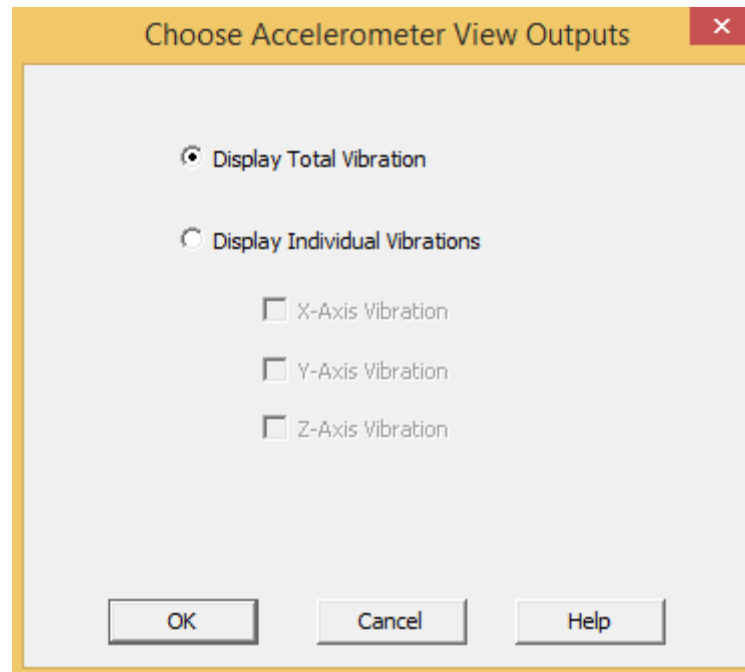 Choose Accelerometer View Outputs
Display Total Vibration
Display Individual Vibrations
X-Axis Vibration
Y-Axis Vibration
Z-Axis Vibration
OK Cancel Help